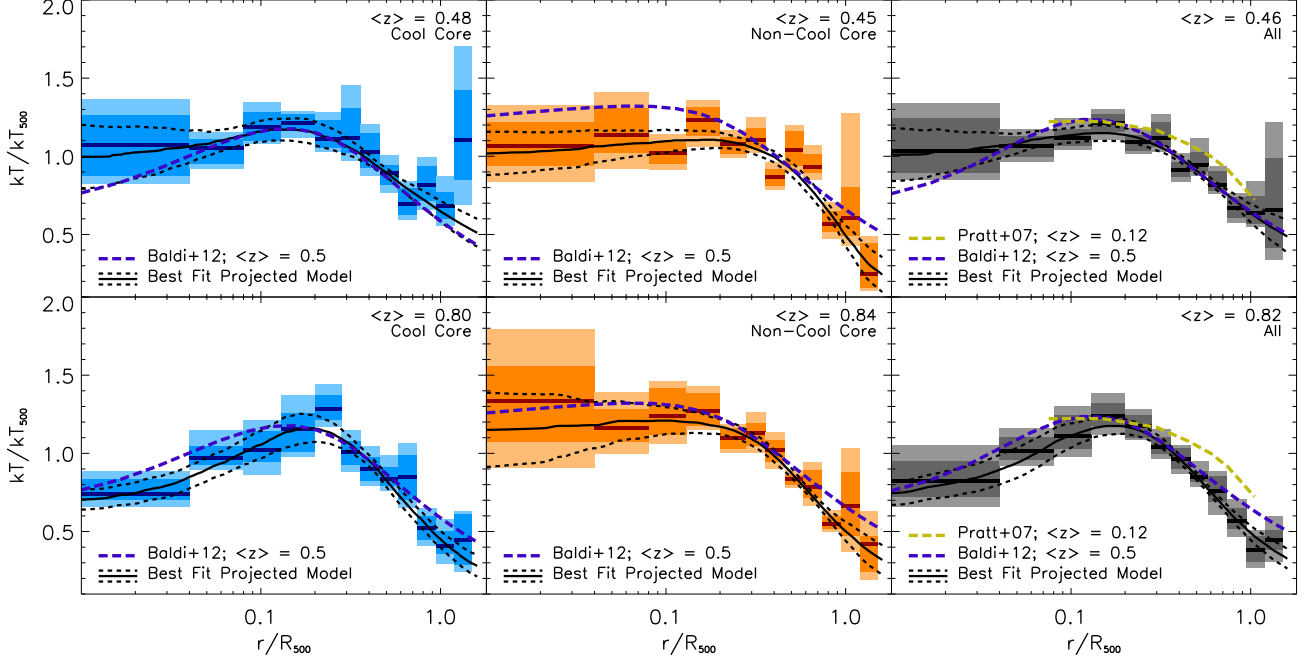 2.0
1.5
1.0
0.5
kT/kT500
<z> = 0.48
Cool Core
Baldi+12; <z> = 0.5
Best Fit Projected Model
<z> = 0.45
Non-Cool Core
Baldi+12; <z> = 0.5
Best Fit Projected Model
<z> = 0.46
All
Pratt+07; <z> = 0.12
Baldi+12; <z> = 0.5
Best Fit Projected Model
2.0
1.5
1.0
0.5
kT/kT500
<z> = 0.80
Cool Core
Baldi+12; <z> = 0.5
Best Fit Projected Model
0.1 1.0
r/R500
<z> = 0.84
Non-Cool Core
Baldi+12; <z> = 0.5
Best Fit Projected Model
0.1 1.0
r/R500
<z> = 0.82
All
Pratt+07; <z> = 0.12
Baldi+12; <z> = 0.5
Best Fit Projected Model
0.1 1.0
r/R500